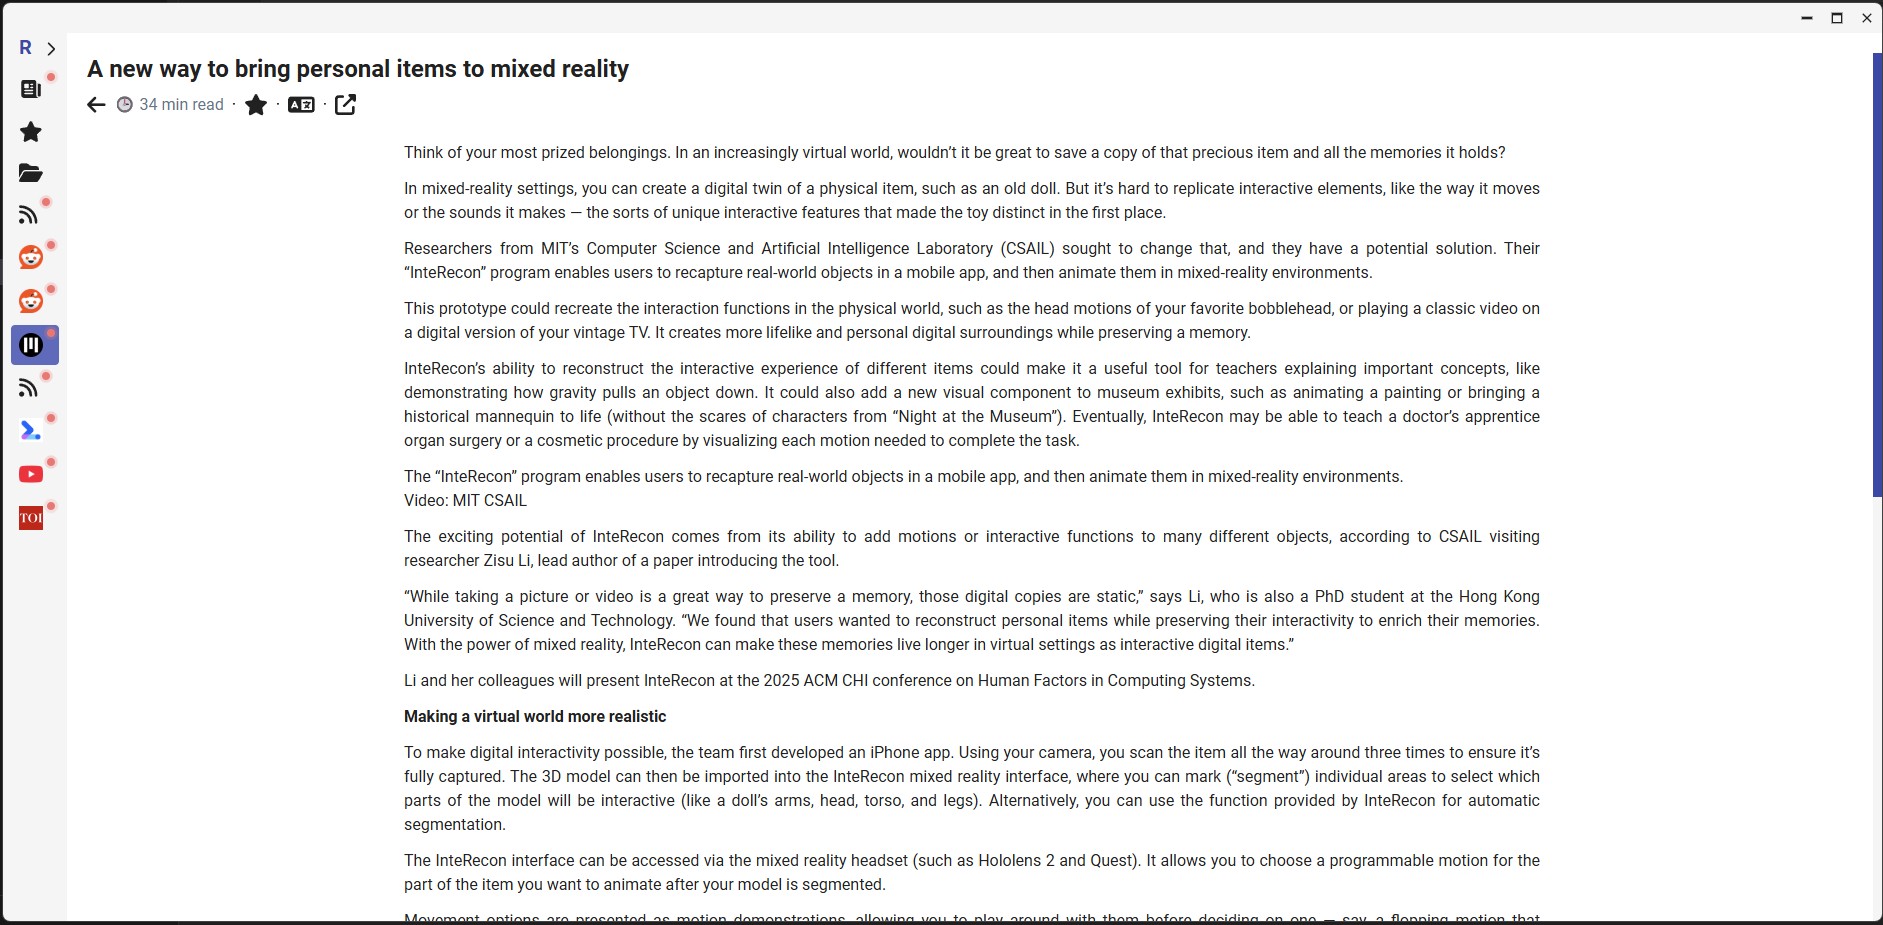 R
A new way to bring personal items to mixed reality
34 min read · · ·
Think of your most prized belongings. In an increasingly virtual world, wouldn’t it be great to save a copy of that precious item and all the memories it holds?
In mixed-reality settings, you can create a digital twin of a physical item, such as an old doll. But it’s hard to replicate interactive elements, like the way it moves
or the sounds it makes — the sorts of unique interactive features that made the toy distinct in the first place.
Researchers from MIT’s Computer Science and Artificial Intelligence Laboratory (CSAIL) sought to change that, and they have a potential solution. Their
“InteRecon” program enables users to recapture real-world objects in a mobile app, and then animate them in mixed-reality environments.
This prototype could recreate the interaction functions in the physical world, such as the head motions of your favorite bobblehead, or playing a classic video on
a digital version of your vintage TV. It creates more lifelike and personal digital surroundings while preserving a memory.
InteRecon’s ability to reconstruct the interactive experience of different items could make it a useful tool for teachers explaining important concepts, like
demonstrating how gravity pulls an object down. It could also add a new visual component to museum exhibits, such as animating a painting or bringing a
historical mannequin to life (without the scares of characters from “Night at the Museum”). Eventually, InteRecon may be able to teach a doctor’s apprentice
organ surgery or a cosmetic procedure by visualizing each motion needed to complete the task.
The “InteRecon” program enables users to recapture real-world objects in a mobile app, and then animate them in mixed-reality environments.
Video: MIT CSAIL
The exciting potential of InteRecon comes from its ability to add motions or interactive functions to many different objects, according to CSAIL visiting
researcher Zisu Li, lead author of a paper introducing the tool.
“While taking a picture or video is a great way to preserve a memory, those digital copies are static,” says Li, who is also a PhD student at the Hong Kong
University of Science and Technology. “We found that users wanted to reconstruct personal items while preserving their interactivity to enrich their memories.
With the power of mixed reality, InteRecon can make these memories live longer in virtual settings as interactive digital items.”
Li and her colleagues will present InteRecon at the 2025 ACM CHI conference on Human Factors in Computing Systems.
Making a virtual world more realistic
To make digital interactivity possible, the team first developed an iPhone app. Using your camera, you scan the item all the way around three times to ensure it’s
fully captured. The 3D model can then be imported into the InteRecon mixed reality interface, where you can mark (“segment”) individual areas to select which
parts of the model will be interactive (like a doll’s arms, head, torso, and legs). Alternatively, you can use the function provided by InteRecon for automatic
segmentation.
The InteRecon interface can be accessed via the mixed reality headset (such as Hololens 2 and Quest). It allows you to choose a programmable motion for the
part of the item you want to animate after your model is segmented.
Movement options are presented as motion demonstrations, allowing you to play around with them before deciding on one — say, a flopping motion that
TOI